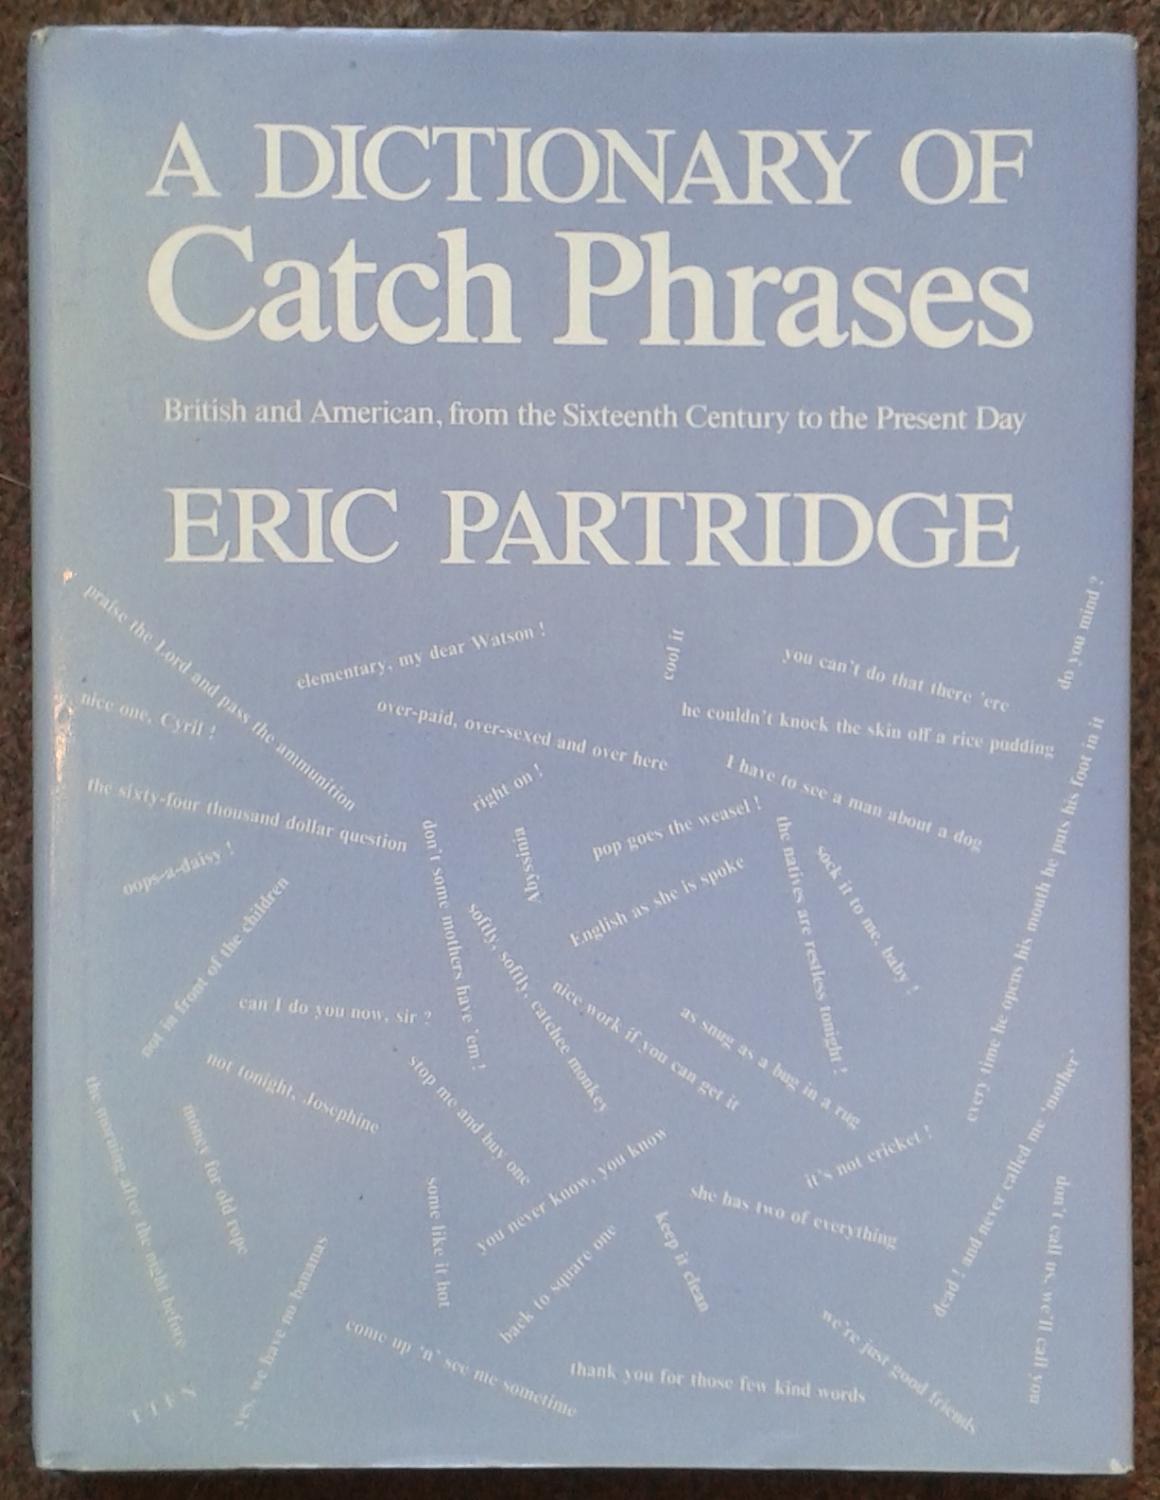 A DICTIONARY OF
Catch Phrases
British and American, from the Sixteenth Century to the Present Day
ERIC PARTRIDGE
praise the Lord and pass the ammunition
elementary, my dear Watson !
cool it
you can't do that there 'ere
do you mind ?
nice one, Cyril !
over-paid, over-sexed and over here
he couldn't knock the skin off a rice pudding
every time he opens his mouth he puts his foot in it
right on !
I have to see a man about a dog
the sixty-four thousand dollar question
pop goes the weasel !
oops-a-daisy !
don't some mothers have 'em !
Abyssinia
the natives are restless tonight !
sock it to me, baby !
English as she is spoke
not in front of the children
softly, softly, catchee monkey
can I do you now, sir ?
nice work if you can get it
as snug as a bug in a rug
not tonight, Josephine
stop me and buy one
the morning after the night before
money for old rope
you never know, you know
it's not cricket !
dead ! and never called me 'mother'
some like it hot
she has two of everything
keep it clean
don't call us, we'll call you
back to square one
yes, we have no bananas
come up 'n' see me sometime
thank you for those few kind words
we're just good friends
TTFN